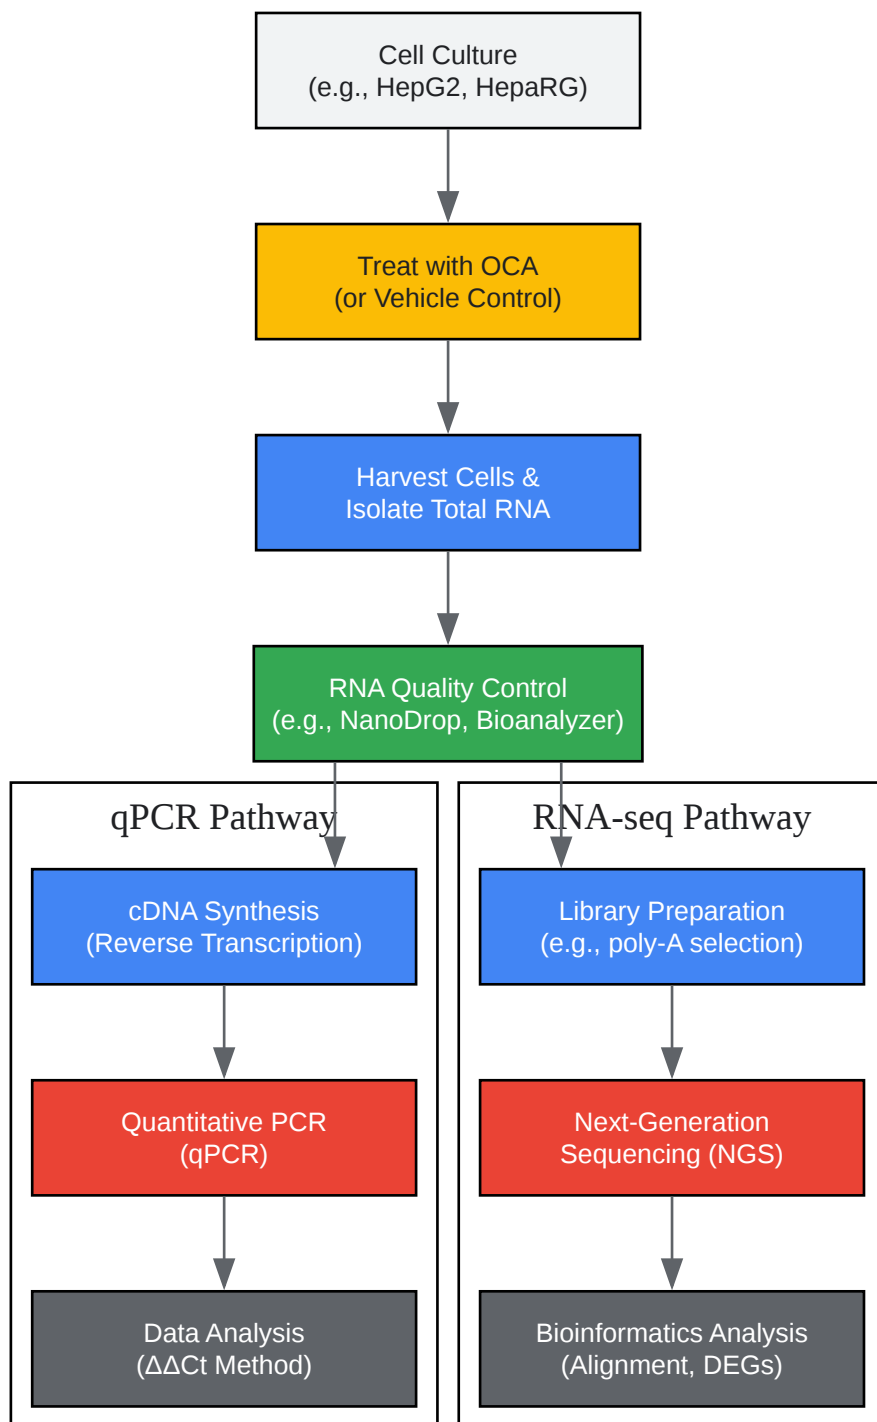 Cell Culture
(e.g., HepG2, HepaRG)
Treat with OCA
(or Vehicle Control)
Harvest Cells &
Isolate Total RNA
RNA Quality Control
(e.g., NanoDrop, Bioanalyzer)
qPCR Pathway
cDNA Synthesis
(Reverse Transcription)
Quantitative PCR
(qPCR)
Data Analysis
(ΔΔCt Method)
RNA-seq Pathway
Library Preparation
(e.g., poly-A selection)
Next-Generation
Sequencing (NGS)
Bioinformatics Analysis
(Alignment, DEGs)